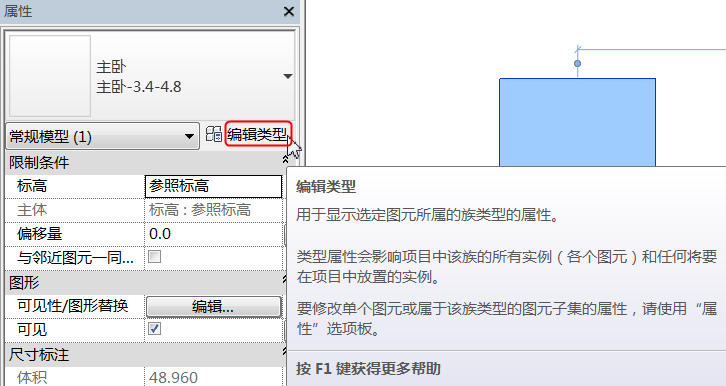 属性
主卧
主卧-3.4-4.8
常规模型 (1)
编辑类型
限制条件
标高 参照标高
主体 标高 : 参照标高
偏移量 0.0
与邻近图元一同...
图形
可见性/图形替换 编辑...
可见
尺寸标注
体积 48.960
编辑类型
用于显示选定图元所属的族类型的属性。
类型属性会影响项目中该族的所有实例（各个图元）和任何将要
在项目中放置的实例。
要修改单个图元或属于该族类型的图元子集的属性，请使用“属
性”选项板。
按 F1 键获得更多帮助